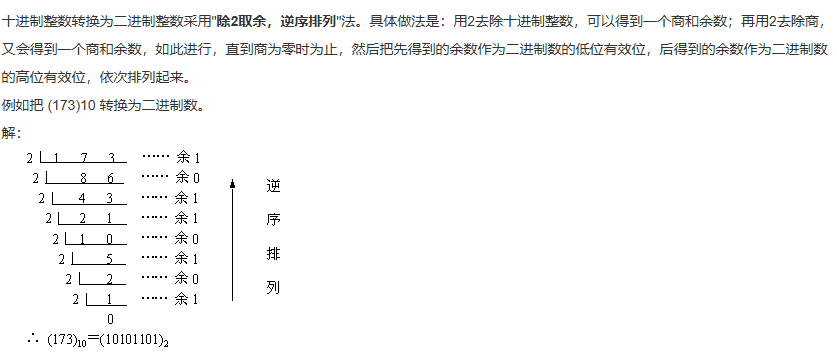 十进制整数转换为二进制整数采用"除2取余，逆序排列"法。具体做法是：用2去除十进制整数，可以得到一个商和余数；再用2去除商，
又会得到一个商和余数，如此进行，直到商为零时为止，然后把先得到的余数作为二进制数的低位有效位，后得到的余数作为二进制数
的高位有效位，依次排列起来。
例如把 (173)10 转换为二进制数。
解：
2 1 7 3 …… 余 1
2 8 6 …… 余 0
2 4 3 …… 余 1
2 2 1 …… 余 1
2 1 0 …… 余 0
2 5 …… 余 1
2 2 …… 余 0
2 1 …… 余 1
0
逆
序
排
列
∴ (173)10＝(10101101)2